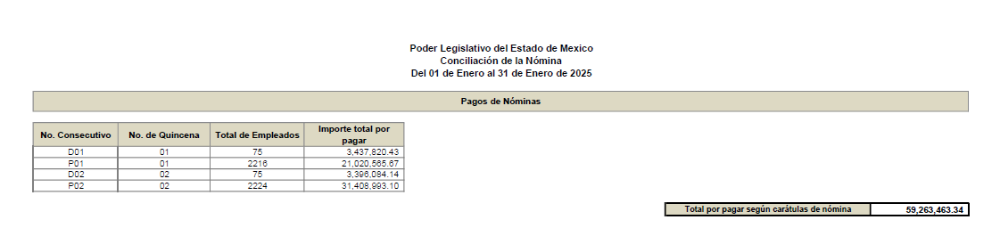 Poder Legislativo del Estado de Mexico
Conciliación de la Nómina
Del 01 de Enero al 31 de Enero de 2025
Pagos de Nóminas
No. Consecutivo No. de Quincena Total de Empleados Importe total por pagar
D01 01 75 3,437,820.43
P01 01 2216 21,020,565.67
D02 02 75 3,396,084.14
P02 02 2224 31,408,993.10
Total por pagar según carátulas de nómina 59,263,463.34